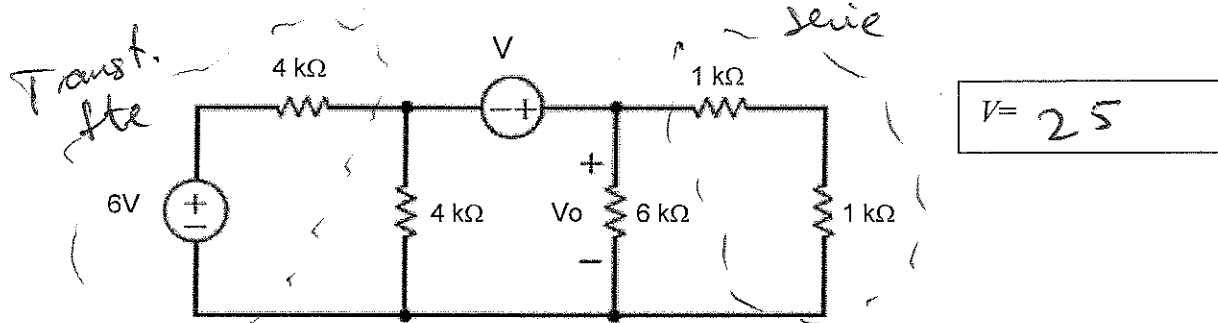 Transf.
fte
serie
4 kΩ
V
1 kΩ
V= 25
6V
+
−
− +
4 kΩ
+
Vo
−
6 kΩ
1 kΩ